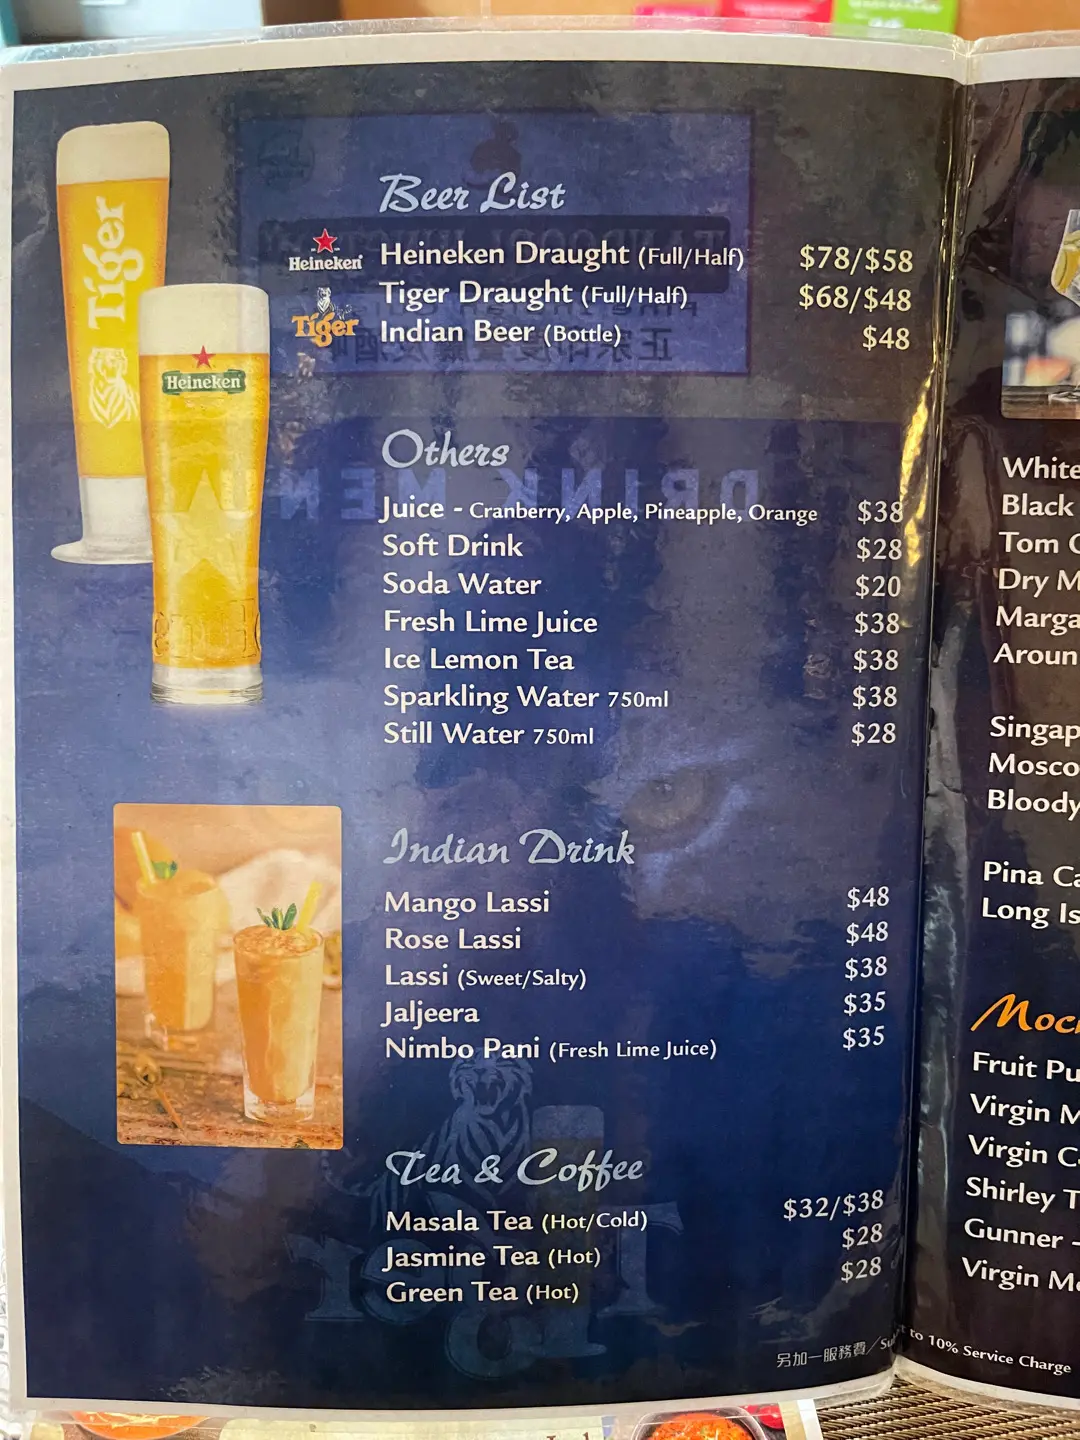 Beer List
Heineken
Heineken Draught (Full/Half) $78/$58
Tiger Draught (Full/Half) $68/$48
Tiger
Indian Beer (Bottle) $48
Tiger
Heineken
Others
Juice - Cranberry, Apple, Pineapple, Orange $38
Soft Drink $28
Soda Water $20
Fresh Lime Juice $38
Ice Lemon Tea $38
Sparkling Water 750ml $38
Still Water 750ml $28
Indian Drink
Mango Lassi $48
Rose Lassi $48
Lassi (Sweet/Salty) $38
Jaljeera $35
Nimbo Pani (Fresh Lime Juice) $35
Tea & Coffee
Masala Tea (Hot/Cold) $32/$38
Jasmine Tea (Hot) $28
Green Tea (Hot) $28
另加一服務費 / to 10% Service Charge
White
Black
Tom
Dry
Long
Pina
Fruit
Virgin
Virgin
Shirley
Gunner -
Virgin